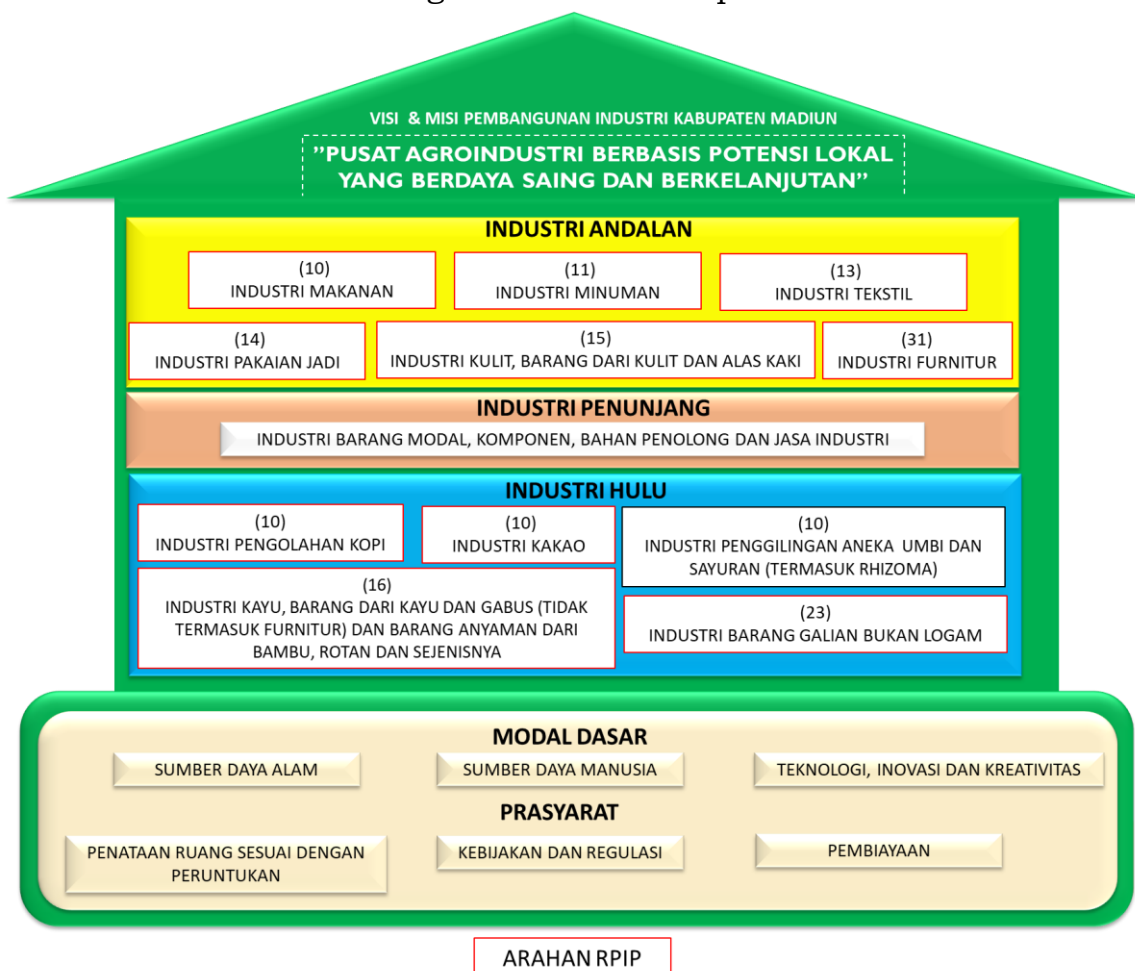 VISI & MISI PEMBANGUNAN INDUSTRI KABUPATEN MADIUN
”PUSAT AGROINDUSTRI BERBASIS POTENSI LOKAL
YANG BERDAYA SAING DAN BERKELANJUTAN”
INDUSTRI ANDALAN
(10)
INDUSTRI MAKANAN
(11)
INDUSTRI MINUMAN
(13)
INDUSTRI TEKSTIL
(14)
INDUSTRI PAKAIAN JADI
(15)
INDUSTRI KULIT, BARANG DARI KULIT DAN ALAS KAKI
(31)
INDUSTRI FURNITUR
INDUSTRI PENUNJANG
INDUSTRI BARANG MODAL, KOMPONEN, BAHAN PENOLONG DAN JASA INDUSTRI
INDUSTRI HULU
(10)
INDUSTRI PENGOLAHAN KOPI
(10)
INDUSTRI KAKAO
(10)
INDUSTRI PENGGILINGAN ANEKA UMBI DAN
SAYURAN (TERMASUK RHIZOMA)
(16)
INDUSTRI KAYU, BARANG DARI KAYU DAN GABUS (TIDAK
TERMASUK FURNITUR) DAN BARANG ANYAMAN DARI
BAMBU, ROTAN DAN SEJENISNYA
(23)
INDUSTRI BARANG GALIAN BUKAN LOGAM
MODAL DASAR
SUMBER DAYA ALAM
SUMBER DAYA MANUSIA
TEKNOLOGI, INOVASI DAN KREATIVITAS
PRASYARAT
PENATAAN RUANG SESUAI DENGAN
PERUNTUKAN
KEBIJAKAN DAN REGULASI
PEMBIAYAAN
ARAHAN RPIP